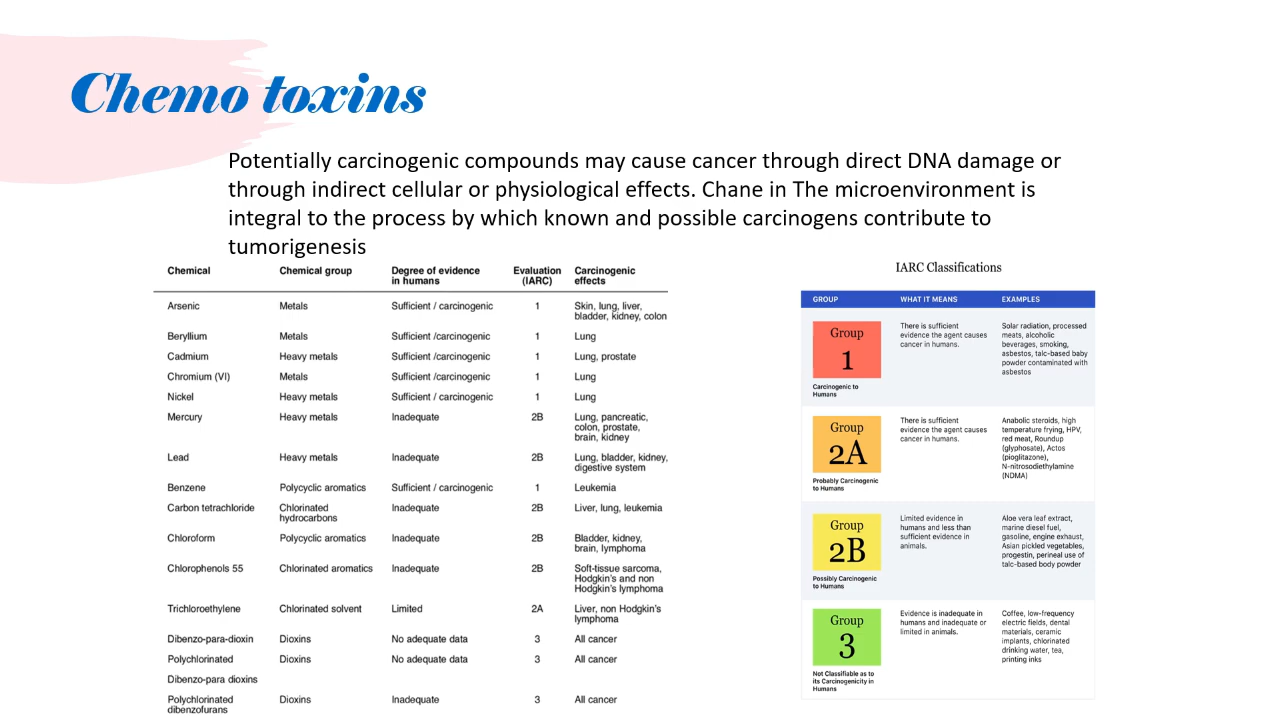 Chemo toxins
Potentially carcinogenic compounds may cause cancer through direct DNA damage or
through indirect cellular or physiological effects. Chane in The microenvironment is
integral to the process by which known and possible carcinogens contribute to
tumorigenesis
Chemical Chemical group Degree of evidence in humans Evaluation (IARC) Carcinogenic effects
Arsenic Metals Sufficient / carcinogenic 1 Skin, lung, liver,
bladder, kidney, colon
Beryllium Metals Sufficient /carcinogenic 1 Lung
Cadmium Heavy metals Sufficient /carcinogenic 1 Lung, prostate
Chromium (VI) Metals Sufficient /carcinogenic 1 Lung
Nickel Heavy metals Sufficient / carcinogenic 1 Lung
Mercury Heavy metals Inadequate 2B Lung, pancreatic,
colon, prostate,
brain, kidney
Lead Heavy metals Inadequate 2B Lung, bladder, kidney,
digestive system
Benzene Polycyclic aromatics Sufficient / carcinogenic 1 Leukemia
Carbon tetrachloride Chlorinated Inadequate 2B Liver, lung, leukemia
hydrocarbons
Chloroform Polycyclic aromatics Inadequate 2B Bladder, kidney,
brain, lymphoma
Chlorophenols 55 Chlorinated aromatics Inadequate 2B Soft-tissue sarcoma,
Hodgkin's and non
Hodgkin's lymphoma
Trichloroethylene Chlorinated solvent Limited 2A Liver, non Hodgkin's
lymphoma
Dibenzo-para-dioxin Dioxins No adequate data 3 All cancer
Polychlorinated Dioxins No adequate data 3 All cancer
Dibenzo-para dioxins
Polychlorinated Dioxins Inadequate 3 All cancer
dibenzofurans
IARC Classifications
GROUP WHAT IT MEANS EXAMPLES
Group
1
Carcinogenic to
Humans
There is sufficient
evidence the agent causes
cancer in humans.
Solar radiation, processed
meats, alcoholic
beverages, smoking,
asbestos, talc-based baby
powder contaminated with
asbestos
Group
2A
Probably Carcinogenic
to Humans
There is sufficient
evidence the agent causes
cancer in humans.
Anabolic steroids, high
temperature frying, HPV,
red meat, Roundup
(glyphosate), Actos
(pioglitazone),
N-nitrosodiethylamine
(NDMA)
Group
2B
Possibly Carcinogenic
to Humans
Limited evidence in
humans and less than
sufficient evidence in
animals.
Aloe vera leaf extract,
marine diesel fuel,
gasoline, engine exhaust,
Asian pickled vegetables,
progestin, perineal use of
talc-based body powder
Group
3
Not Classifiable as to
its Carcinogenicity in
Humans
Evidence is inadequate in
humans and inadequate or
limited in animals.
Coffee, low-frequency
electric fields, dental
materials, ceramic
implants, chlorinated
drinking water, tea,
printing inks